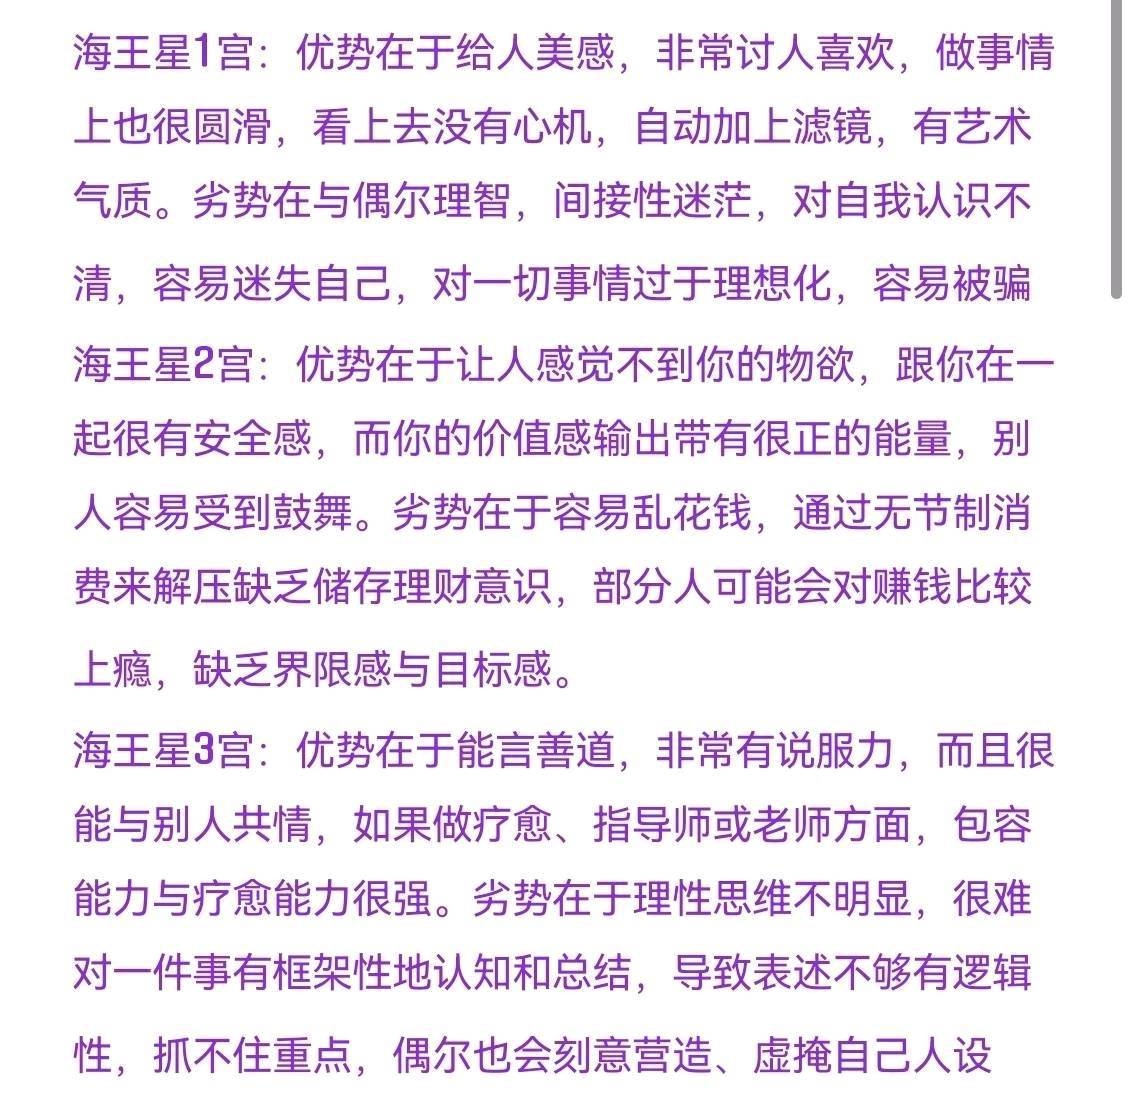 海王星1宫：优势在于给人美感，非常讨人喜欢，做事情
上也很圆滑，看上去没有心机，自动加上滤镜，有艺术
气质。劣势在与偶尔理智，间接性迷茫，对自我认识不
清，容易迷失自己，对一切事情过于理想化，容易被骗
海王星2宫：优势在于让人感觉不到你的物欲，跟你在一
起很有安全感，而你的价值感输出带有很正的能量，别
人容易受到鼓舞。劣势在于容易乱花钱，通过无节制消
费来解压缺乏储存理财意识，部分人可能会对赚钱比较
上瘾，缺乏界限感与目标感。
海王星3宫：优势在于能言善道，非常有说服力，而且很
能与别人共情，如果做疗愈、指导师或老师方面，包容
能力与疗愈能力很强。劣势在于理性思维不明显，很难
对一件事有框架性地认知和总结，导致表述不够有逻辑
性，抓不住重点，偶尔也会刻意营造、虚掩自己人设